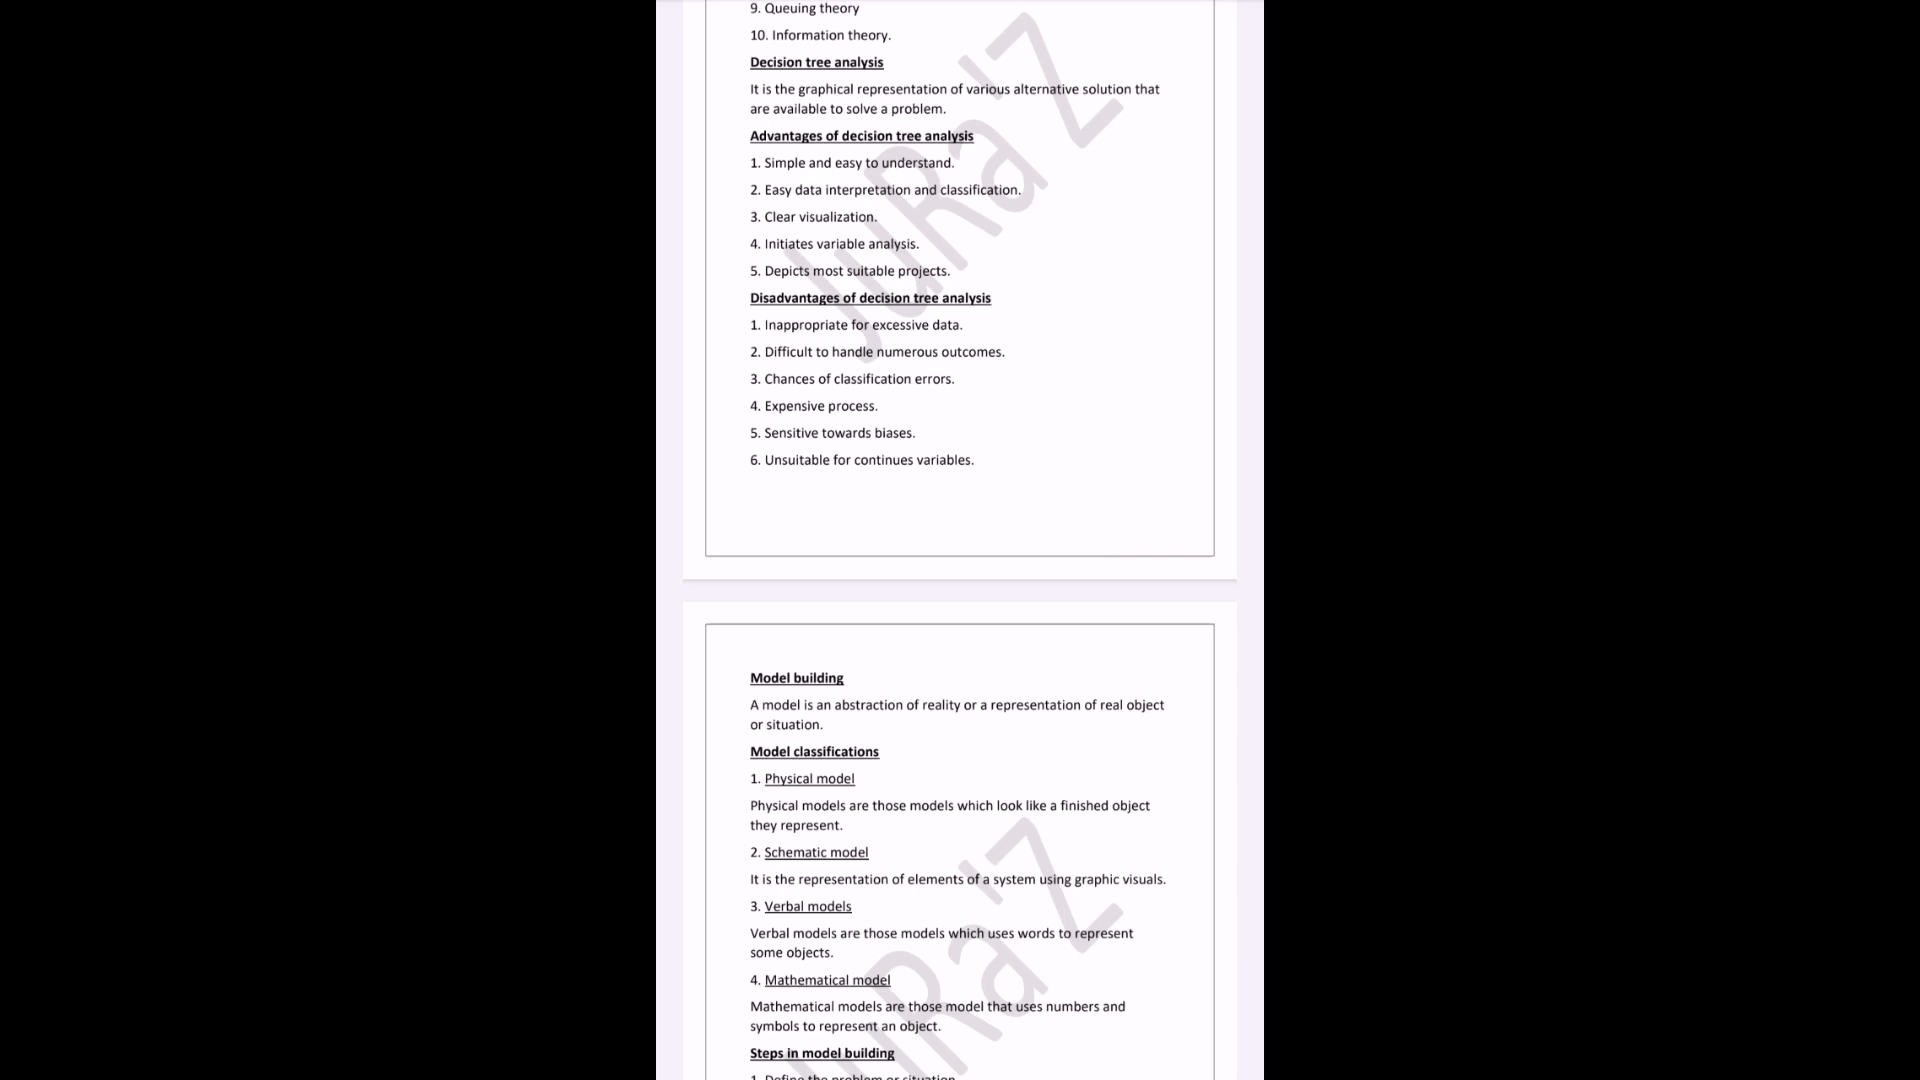 9. Queuing theory
10. Information theory.
Decision tree analysis
It is the graphical representation of various alternative solution that
are available to solve a problem.
Advantages of decision tree analysis
1. Simple and easy to understand.
2. Easy data interpretation and classification.
3. Clear visualization.
4. Initiates variable analysis.
5. Depicts most suitable projects.
Disadvantages of decision tree analysis
1. Inappropriate for excessive data.
2. Difficult to handle numerous outcomes.
3. Chances of classification errors.
4. Expensive process.
5. Sensitive towards biases.
6. Unsuitable for continues variables.
JuRa'Z
Model building
A model is an abstraction of reality or a representation of real object
or situation.
Model classifications
1. Physical model
Physical models are those models which look like a finished object
they represent.
2. Schematic model
It is the representation of elements of a system using graphic visuals.
3. Verbal models
Verbal models are those models which uses words to represent
some objects.
4. Mathematical model
Mathematical models are those model that uses numbers and
symbols to represent an object.
Steps in model building
1. Define the problem or situation
uRa'Z